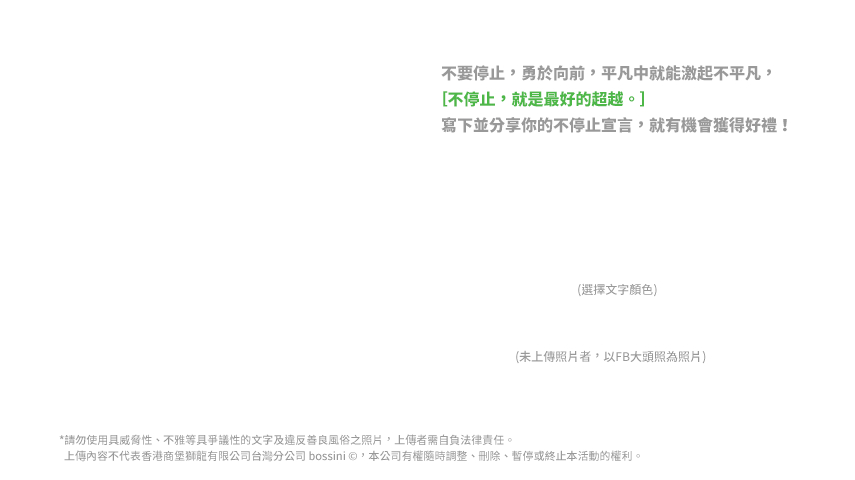 不要停止，勇於向前，平凡中就能激起不平凡，
[不停止，就是最好的超越。]
寫下並分享你的不停止宣言，就有機會獲得好禮！
(選擇文字顏色)
(未上傳照片者，以FB大頭照為照片)
*請勿使用具威脅性、不雅等具爭議性的文字及違反善良風俗之照片，上傳者需自負法律責任。
上傳內容不代表香港商堡獅龍有限公司台灣分公司 bossini ©，本公司有權隨時調整、刪除、暫停或終止本活動的權利。